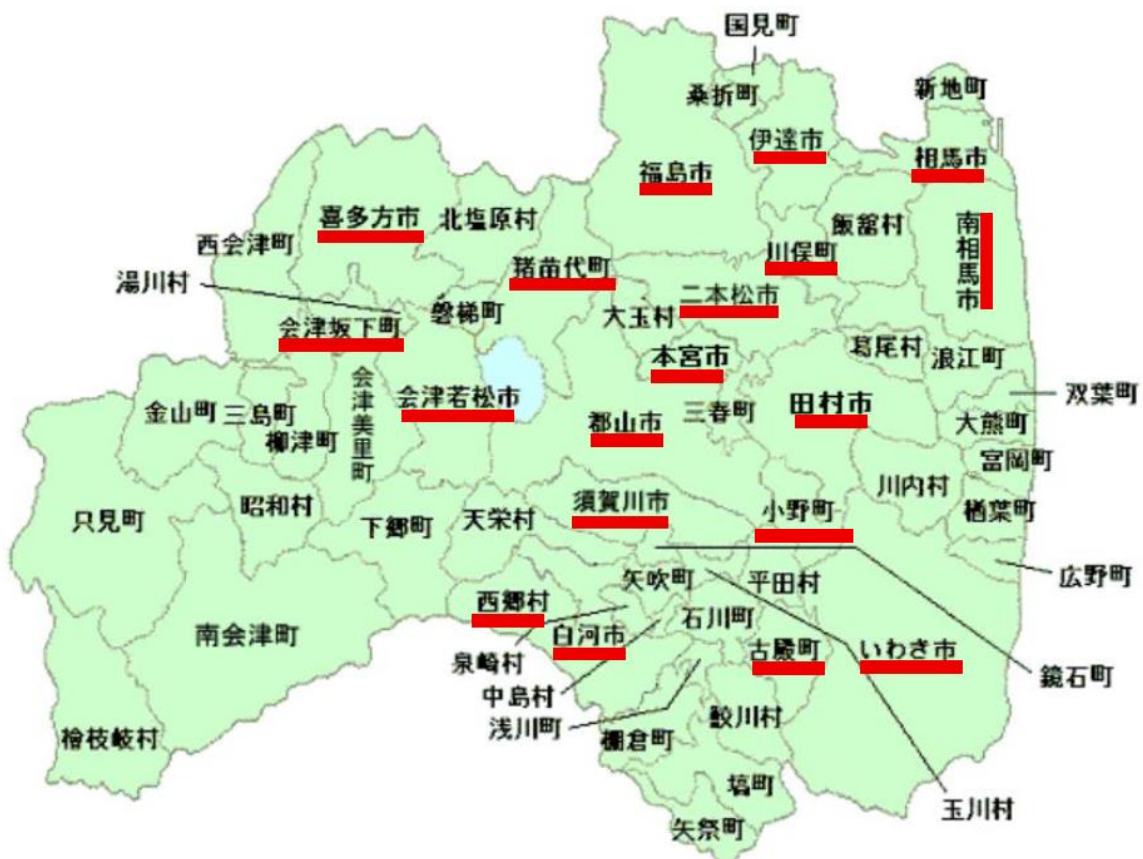 国見町
桑折町
新地町
伊達市
相馬市
福島市
喜多方市
北塩原村
飯舘村
南相馬市
西会津町
川俣町
猪苗代町
湯川村
二本松市
磐梯町
大玉村
会津坂下町
葛尾村
浪江町
本宮市
双葉町
会津美里町
会津若松市
田村市
金山町
三島町
三春町
大熊町
郡山市
柳津町
富岡町
川内村
須賀川市
小野町
楢葉町
昭和村
天栄村
只見町
下郷町
広野町
矢吹町
平田村
西郷村
石川町
南会津町
白河市
古殿町
いわき市
泉崎村
鏡石町
中島村
浅川町
鮫川村
檜枝岐村
棚倉町
塙町
玉川村
矢祭町